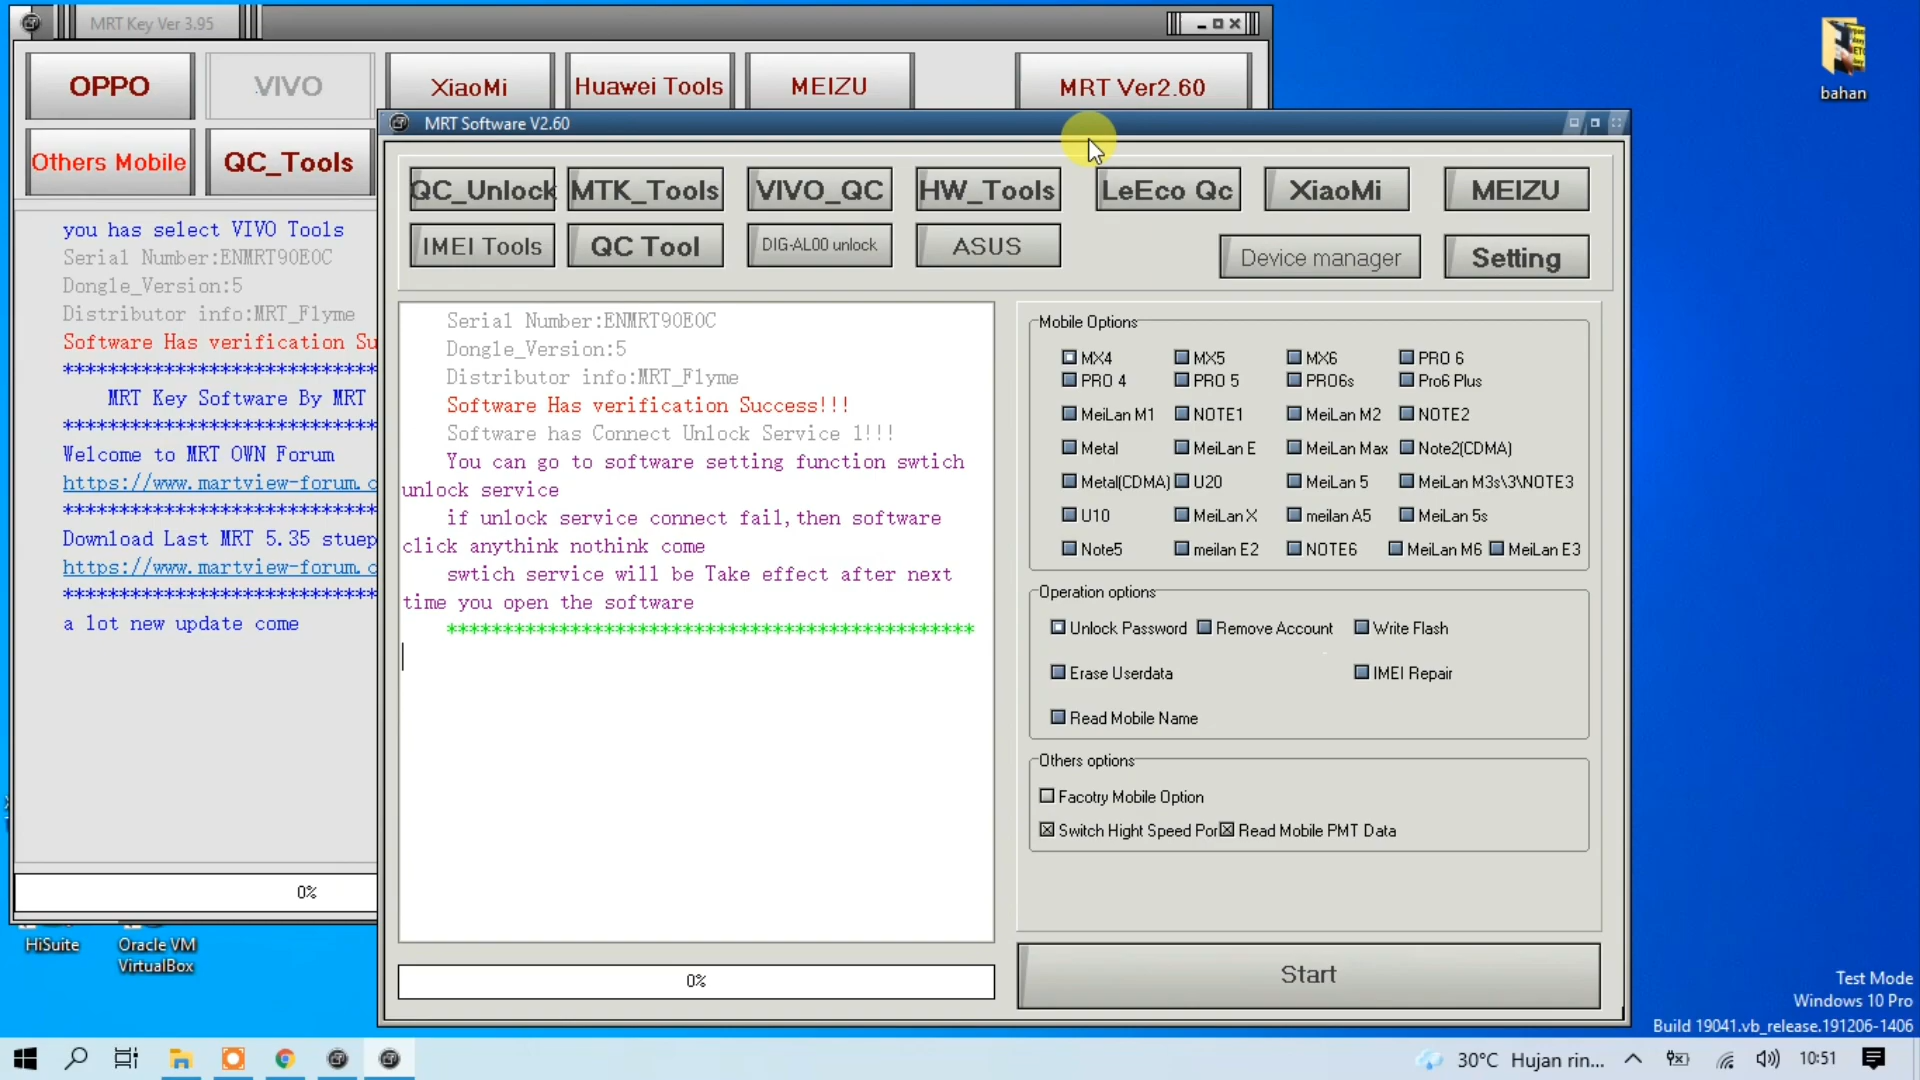 MRT Key Ver 3.95
OPPO
VIVO
XiaoMi
Huawei Tools
MEIZU
MRT Ver2.60
Others Mobile
QC_Tools
you has select VIVO Tools
Serial Number:ENMRT90E0C
Dongle_Version:5
Distributor info:MRT_Flyme
Software Has verification Su
****************************
MRT Key Software By MRT
****************************
Welcome to MRT OWN Forum
https://www.martview-forum.c
****************************
Download Last MRT 5.35 stuep
https://www.martview-forum.c
****************************
a lot new update come
0%
MRT Software V2.60
QC_Unlock
MTK_Tools
VIVO_QC
HW_Tools
LeEco Qc
XiaoMi
MEIZU
IMEI Tools
QC Tool
DIG-AL00 unlock
ASUS
Device manager
Setting
Serial Number:ENMRT90E0C
Dongle_Version:5
Distributor info:MRT_Flyme
Software Has verification Success!!!
Software has Connect Unlock Service 1!!!
You can go to software setting function swtich
unlock service
if unlock service connect fail,then software
click anythink nothink come
swtich service will be Take effect after next
time you open the software
***********************************************
0%
Mobile Options
MX4 MX5 MX6 PRO 6
PRO 4 PRO 5 PRO6s Pro6 Plus
MeiLan M1 NOTE1 MeiLan M2 NOTE2
Metal MeiLan E MeiLan Max Note2(CDMA)
Metal(CDMA) U20 MeiLan 5 MeiLan M3s\3\NOTE3
U10 MeiLan X meilan A5 MeiLan 5s
Note5 meilan E2 NOTE6 MeiLan M6 MeiLan E3
Operation options
Unlock Password Remove Account Write Flash
Erase Userdata IMEI Repair
Read Mobile Name
Others options
Facotry Mobile Option
Switch Hight Speed Por Read Mobile PMT Data
Start
bahan
HiSuite
Oracle VM
VirtualBox
Test Mode
Windows 10 Pro
Build 19041.vb_release.191206-1406
30°C Hujan rin...
10:51